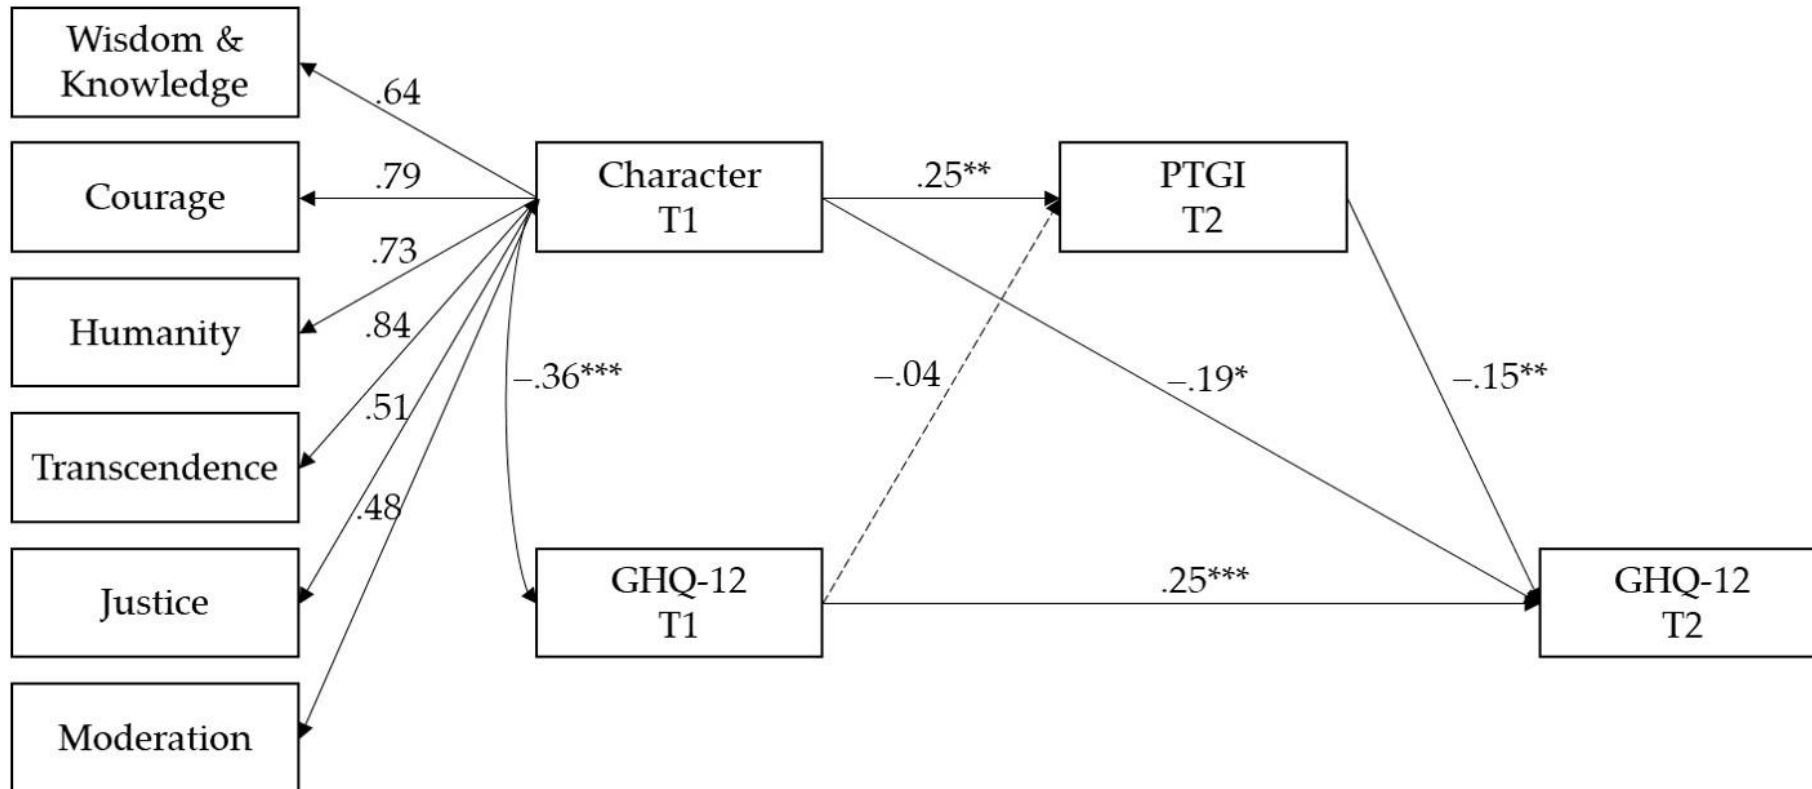 Wisdom &
Knowledge
.64
Courage
.79
Character
T1
.25**
PTGI
T2
.73
Humanity
.84
–.36***
–.04
–.19*
–.15**
.51
Transcendence
.48
Justice
GHQ-12
T1
.25***
GHQ-12
T2
Moderation